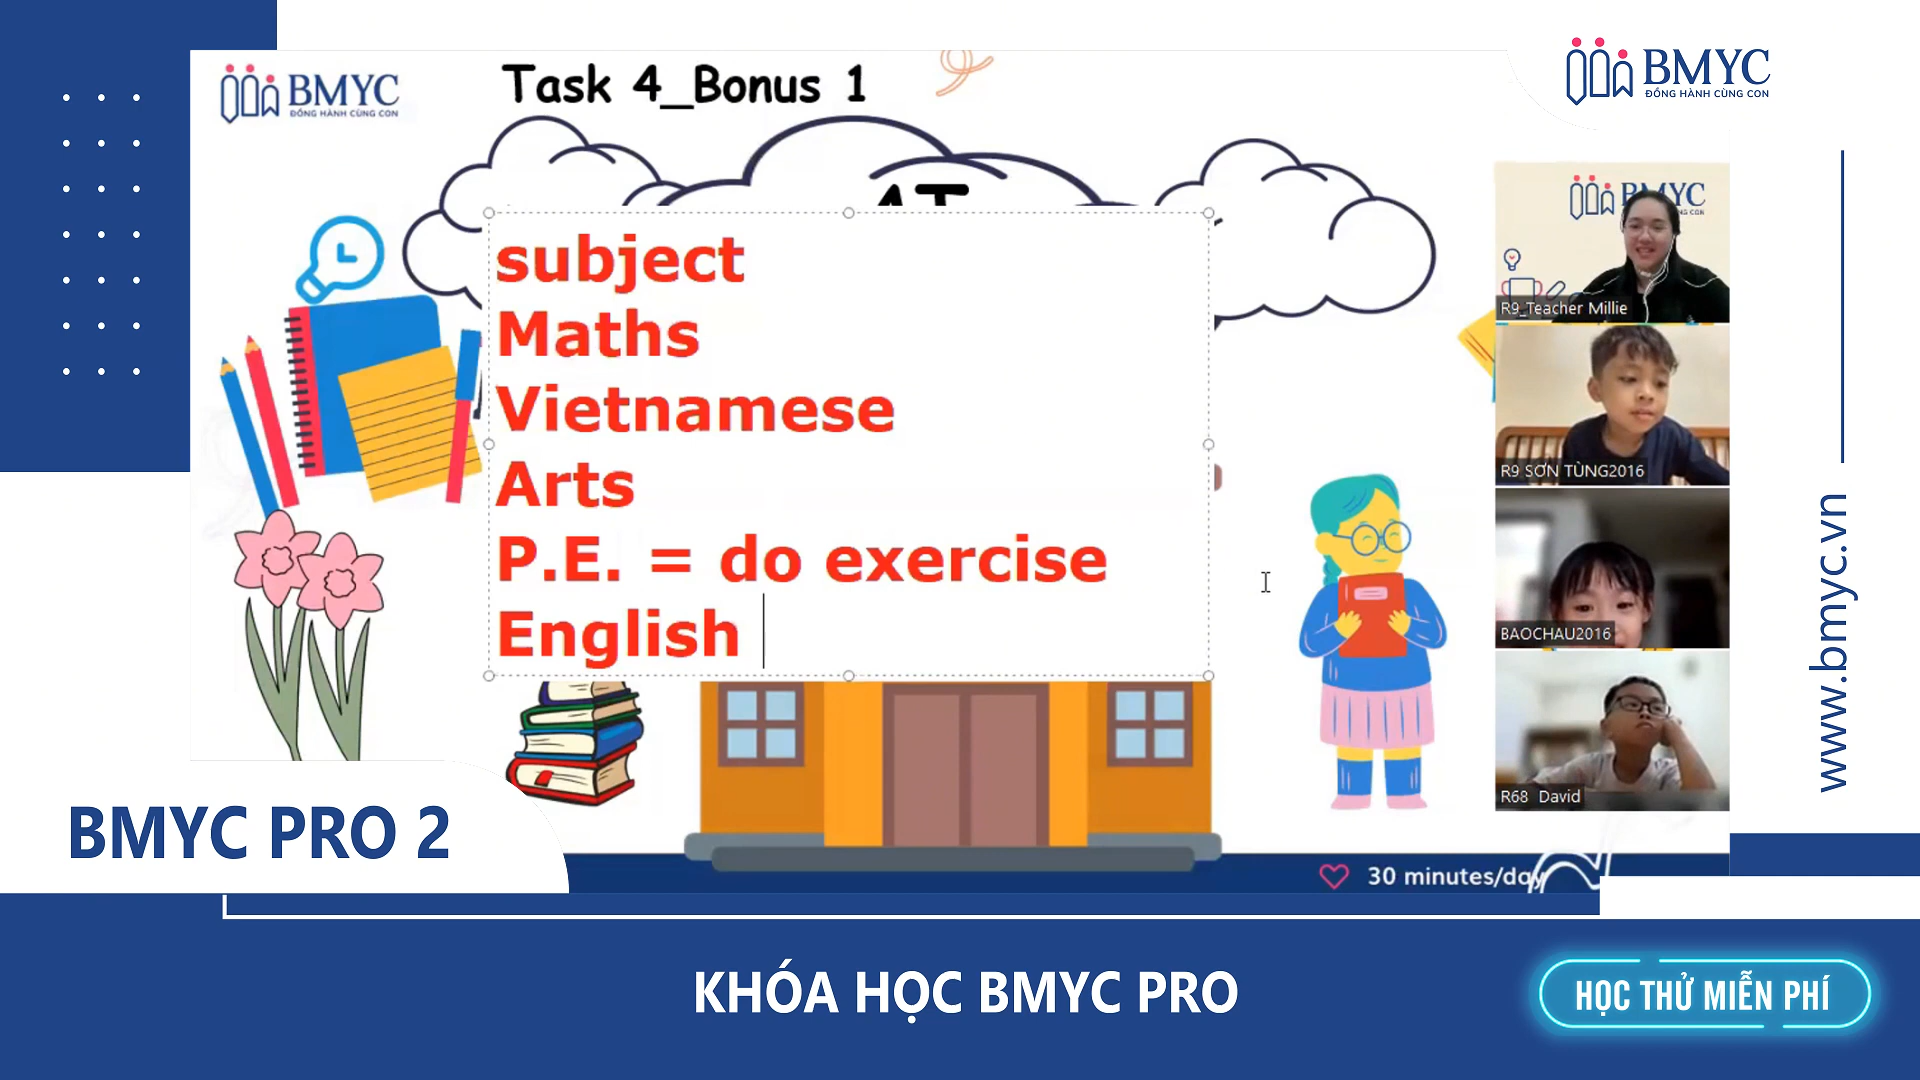 BMYC
ĐỒNG HÀNH CÙNG CON
Task 4_Bonus 1
BMYC
ĐỒNG HÀNH CÙNG CON
AT
subject
Maths
Vietnamese
Arts
P.E. = do exercise
English
BMYC
R9_Teacher Millie
R9 SƠN TÙNG2016
BAOCHAU2016
R68 David
www.bmyc.vn
BMYC PRO 2
30 minutes/day
KHÓA HỌC BMYC PRO
HỌC THỬ MIỄN PHÍ